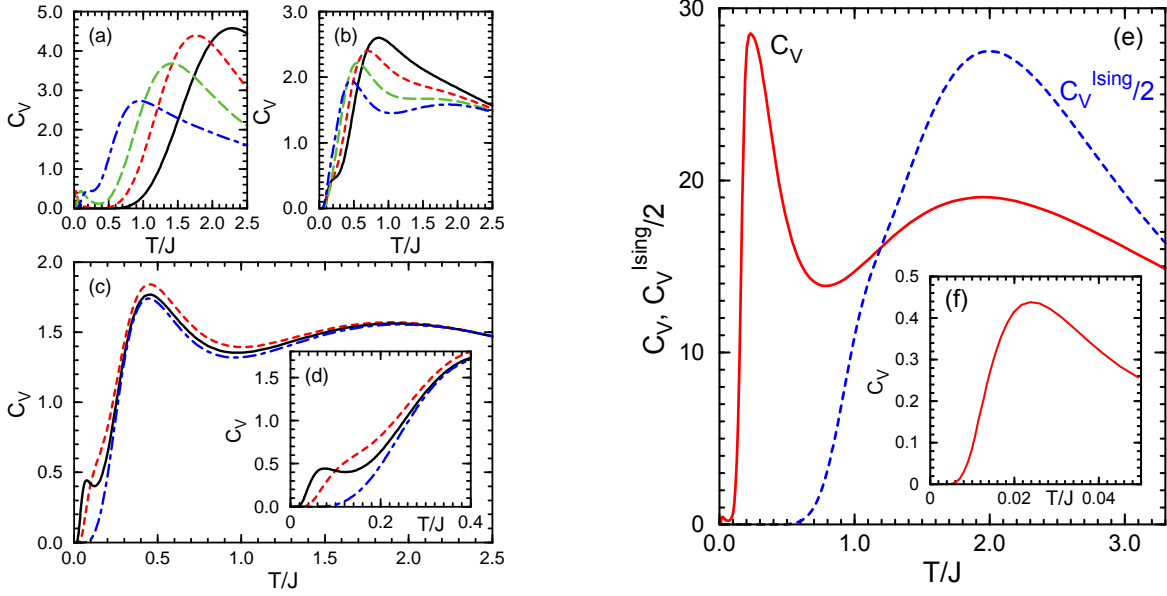 (a)
C_V
5.0
4.0
3.0
2.0
1.0
0.0
0.0 0.5 1.0 1.5 2.0 2.5
T/J
(b)
C_V
3.0
2.0
1.0
0.0
0.0 0.5 1.0 1.5 2.0 2.5
T/J
(c)
C_V
2.0
1.5
1.0
0.5
0.0
0.0 0.5 1.0 1.5 2.0 2.5
T/J
(d)
C_V
1.5
1.0
0.5
0.0
0 0.2 T/J 0.4
(e)
C_V, C_V^Ising/2
30
20
10
0
0.0 1.0 2.0 3.0
T/J
C_V
C_V^Ising/2
(f)
C_V
0.5
0.4
0.3
0.2
0.1
0
0 0.02 T/J 0.04